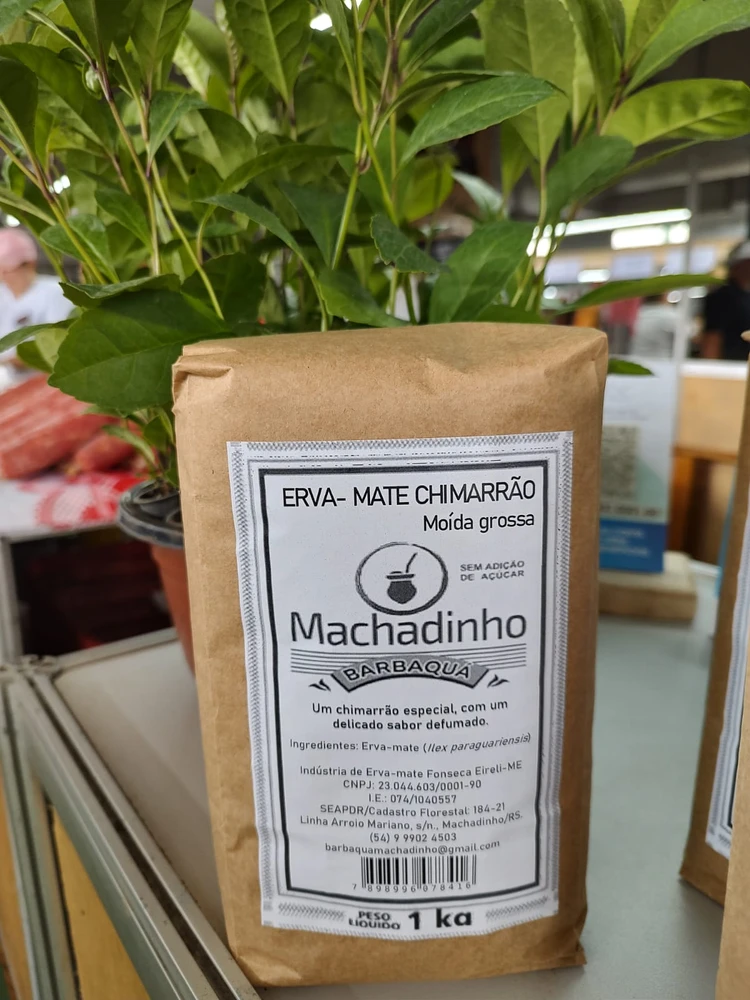 ERVA- MATE CHIMARRÃO
Moída grossa
SEM ADIÇÃO
DE AÇÚCAR
Machadinho
BARBAQUÁ
Um chimarrão especial, com um
delicado sabor defumado.
Ingredientes: Erva-mate (Ilex paraguariensis)
Indústria de Erva-mate Fonseca Eireli-ME
CNPJ: 23.044.603/0001-90
I.E.: 074/1040557
SEAPDR/Cadastro Florestal: 184-21
Linha Arroio Mariano, s/n., Machadinho/RS.
(54) 9 9902 4503
barbaquamachadinho@gmail.com
7 898996 078416
PESO
LÍQUIDO 1 kg